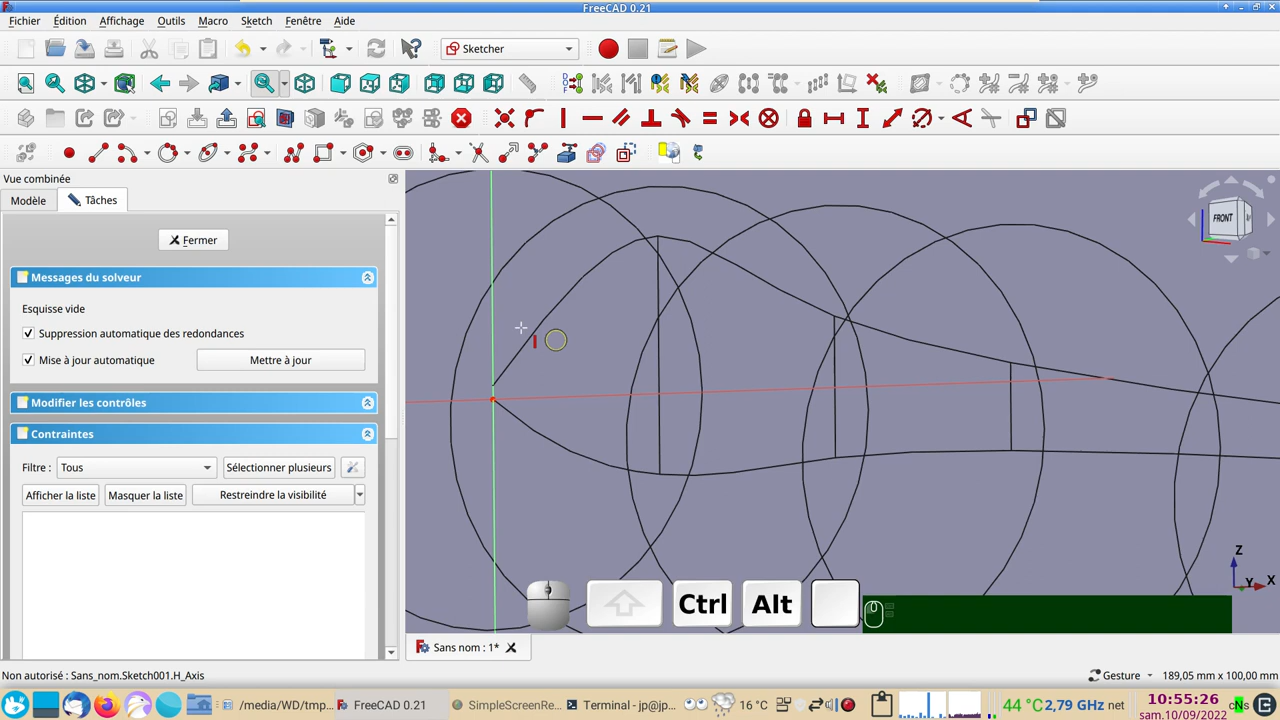 FreeCAD 0.21
Fichier Édition Affichage Outils Macro Sketch Fenêtre Aide
Sketcher
Vue combinée
Modèle Tâches
Fermer
Messages du solveur
Esquisse vide
Suppression automatique des redondances
Mise à jour automatique Mettre à jour
Modifier les contrôles
Contraintes
Filtre : Tous Sélectionner plusieurs
Afficher la liste Masquer la liste Restreindre la visibilité
FRONT
Z
Y X
Ctrl Alt
Sans nom : 1*
Non autorisé : Sans_nom.Sketch001.H_Axis Gesture 189,05 mm x 100,00 mm
/media/WD/tmp... FreeCAD 0.21 SimpleScreenRe... Terminal - jp@jp... 16 °C 44 °C 2,79 GHz net 10:55:26 cNs
sam.10/09/2022